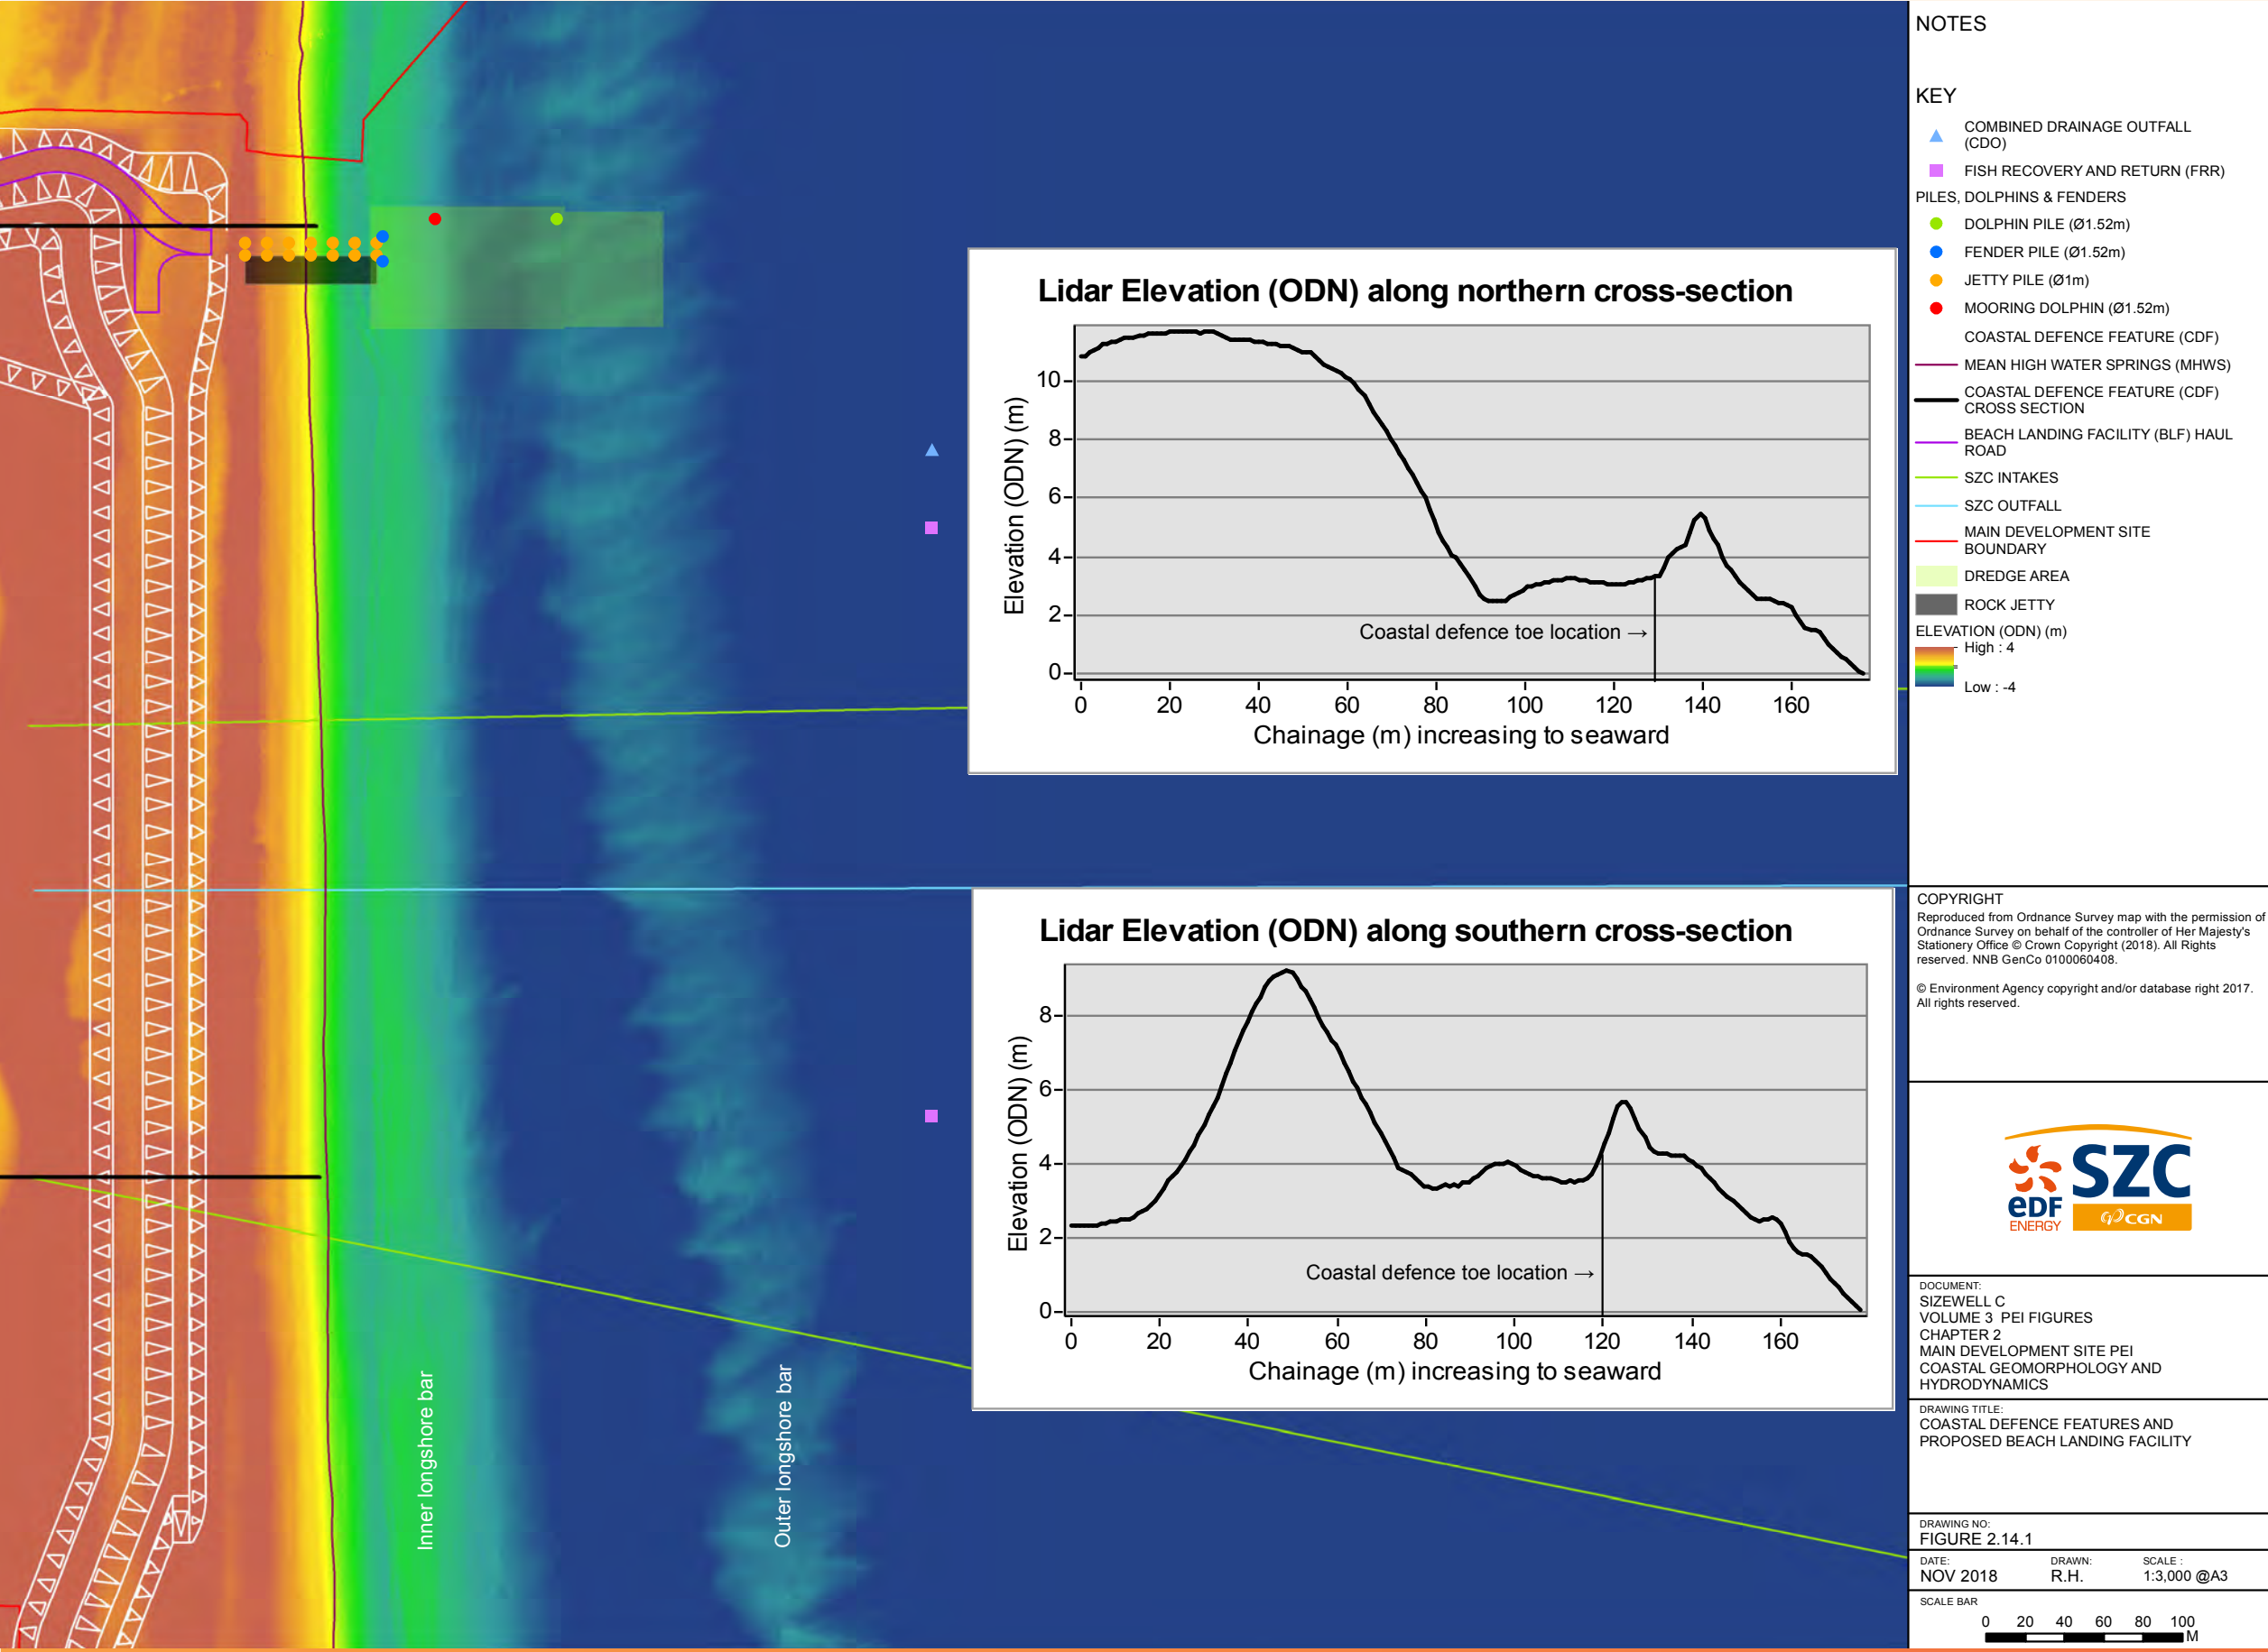 NOTES
KEY
COMBINED DRAINAGE OUTFALL
(CDO)
FISH RECOVERY AND RETURN (FRR)
PILES, DOLPHINS & FENDERS
DOLPHIN PILE (Ø1.52m)
FENDER PILE (Ø1.52m)
JETTY PILE (Ø1m)
MOORING DOLPHIN (Ø1.52m)
COASTAL DEFENCE FEATURE (CDF)
MEAN HIGH WATER SPRINGS (MHWS)
COASTAL DEFENCE FEATURE (CDF)
CROSS SECTION
BEACH LANDING FACILITY (BLF) HAUL
ROAD
SZC INTAKES
SZC OUTFALL
MAIN DEVELOPMENT SITE
BOUNDARY
DREDGE AREA
ROCK JETTY
ELEVATION (ODN) (m)
High : 4
Low : -4
Lidar Elevation (ODN) along northern cross-section
Elevation (ODN) (m)
10
8
6
4
2
0
Coastal defence toe location →
0 20 40 60 80 100 120 140 160
Chainage (m) increasing to seaward
Lidar Elevation (ODN) along southern cross-section
Elevation (ODN) (m)
8
6
4
2
0
Coastal defence toe location →
0 20 40 60 80 100 120 140 160
Chainage (m) increasing to seaward
Inner longshore bar
Outer longshore bar
COPYRIGHT
Reproduced from Ordnance Survey map with the permission of
Ordnance Survey on behalf of the controller of Her Majesty's
Stationery Office © Crown Copyright (2018). All Rights
reserved. NNB GenCo 0100060408.
© Environment Agency copyright and/or database right 2017.
All rights reserved.
eDF
ENERGY
SZC
CGN
DOCUMENT:
SIZEWELL C
VOLUME 3 PEI FIGURES
CHAPTER 2
MAIN DEVELOPMENT SITE PEI
COASTAL GEOMORPHOLOGY AND
HYDRODYNAMICS
DRAWING TITLE:
COASTAL DEFENCE FEATURES AND
PROPOSED BEACH LANDING FACILITY
DRAWING NO:
FIGURE 2.14.1
DATE: DRAWN: SCALE :
NOV 2018 R.H. 1:3,000 @A3
SCALE BAR
0 20 40 60 80 100
M